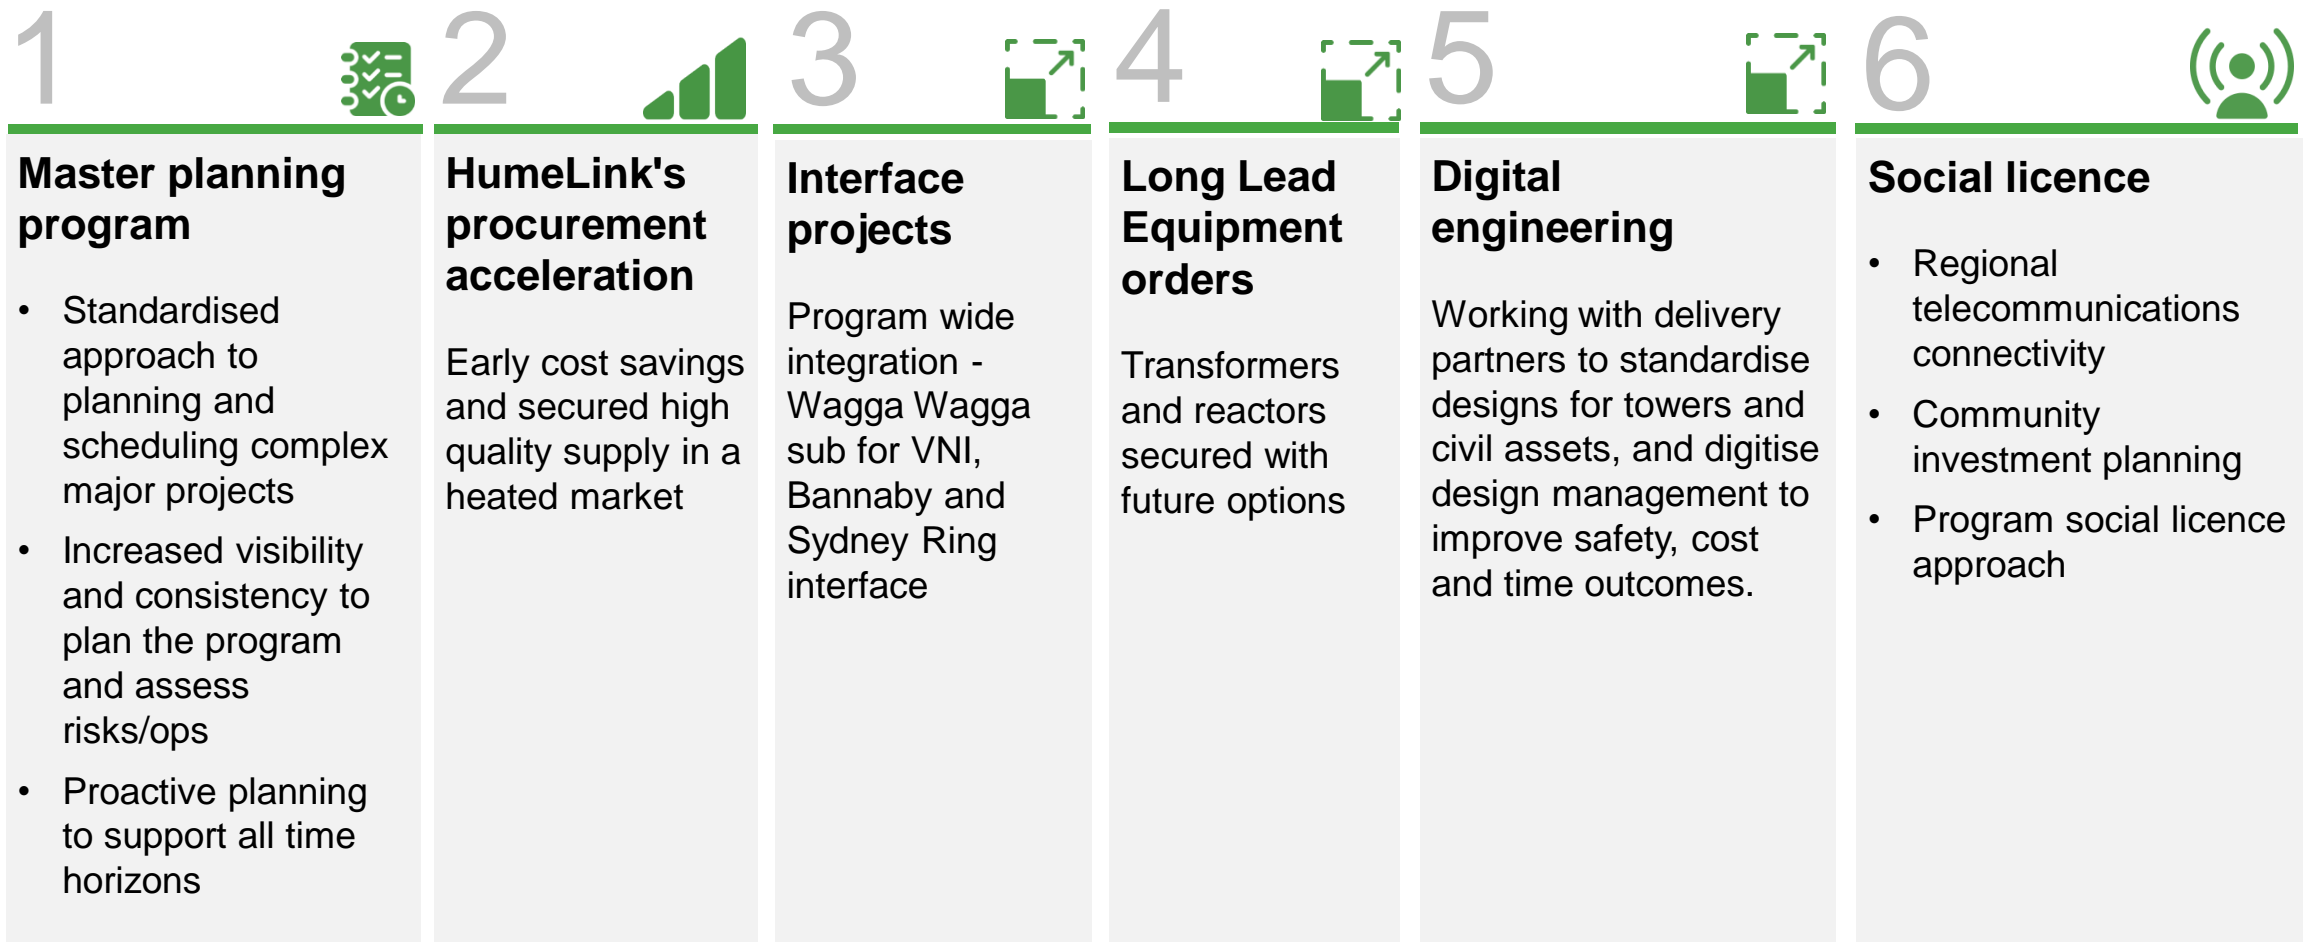 1
Master planning
program
• Standardised
approach to
planning and
scheduling complex
major projects
• Increased visibility
and consistency to
plan the program
and assess
risks/ops
• Proactive planning
to support all time
horizons
2
HumeLink's
procurement
acceleration
Early cost savings
and secured high
quality supply in a
heated market
3
Interface
projects
Program wide
integration -
Wagga Wagga
sub for VNI,
Bannaby and
Sydney Ring
interface
4
Long Lead
Equipment
orders
Transformers
and reactors
secured with
future options
5
Digital
engineering
Working with delivery
partners to standardise
designs for towers and
civil assets, and digitise
design management to
improve safety, cost
and time outcomes.
6
Social licence
• Regional
telecommunications
connectivity
• Community
investment planning
• Program social licence
approach